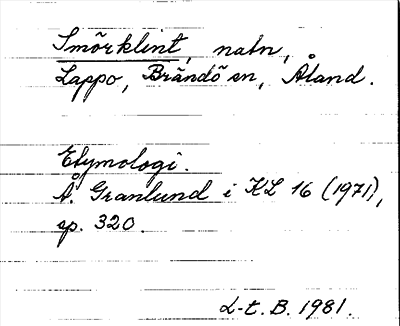 Smörklint, natn,
Lappo, Brändö sn, Åland.
Etymologi.
Å. Granlund i KL 16 (1971),
sp. 320.
L-t. B. 1981.